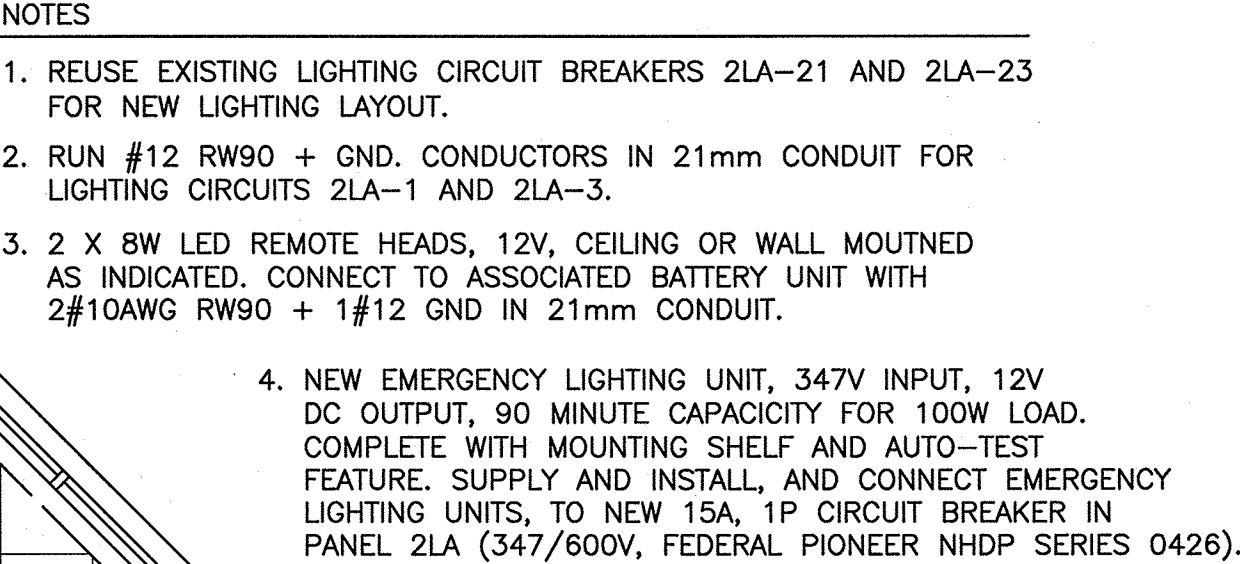 NOTES
1. REUSE EXISTING LIGHTING CIRCUIT BREAKERS 2LA-21 AND 2LA-23
FOR NEW LIGHTING LAYOUT.
2. RUN #12 RW90 + GND. CONDUCTORS IN 21mm CONDUIT FOR
LIGHTING CIRCUITS 2LA-1 AND 2LA-3.
3. 2 X 8W LED REMOTE HEADS, 12V, CEILING OR WALL MOUTNED
AS INDICATED. CONNECT TO ASSOCIATED BATTERY UNIT WITH
2#10AWG RW90 + 1#12 GND IN 21mm CONDUIT.
4. NEW EMERGENCY LIGHTING UNIT, 347V INPUT, 12V
DC OUTPUT, 90 MINUTE CAPACICITY FOR 100W LOAD.
COMPLETE WITH MOUNTING SHELF AND AUTO-TEST
FEATURE. SUPPLY AND INSTALL, AND CONNECT EMERGENCY
LIGHTING UNITS, TO NEW 15A, 1P CIRCUIT BREAKER IN
PANEL 2LA (347/600V, FEDERAL PIONEER NHDP SERIES 0426).